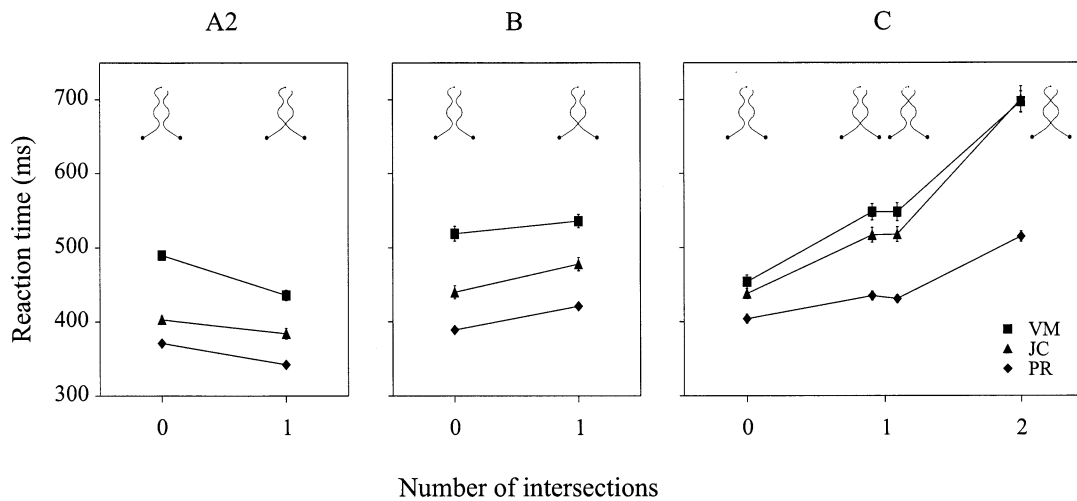 A2 B C
700
600
500
400
300
Reaction time (ms)
0 1 0 1 0 1 2
VM
JC
PR
Number of intersections